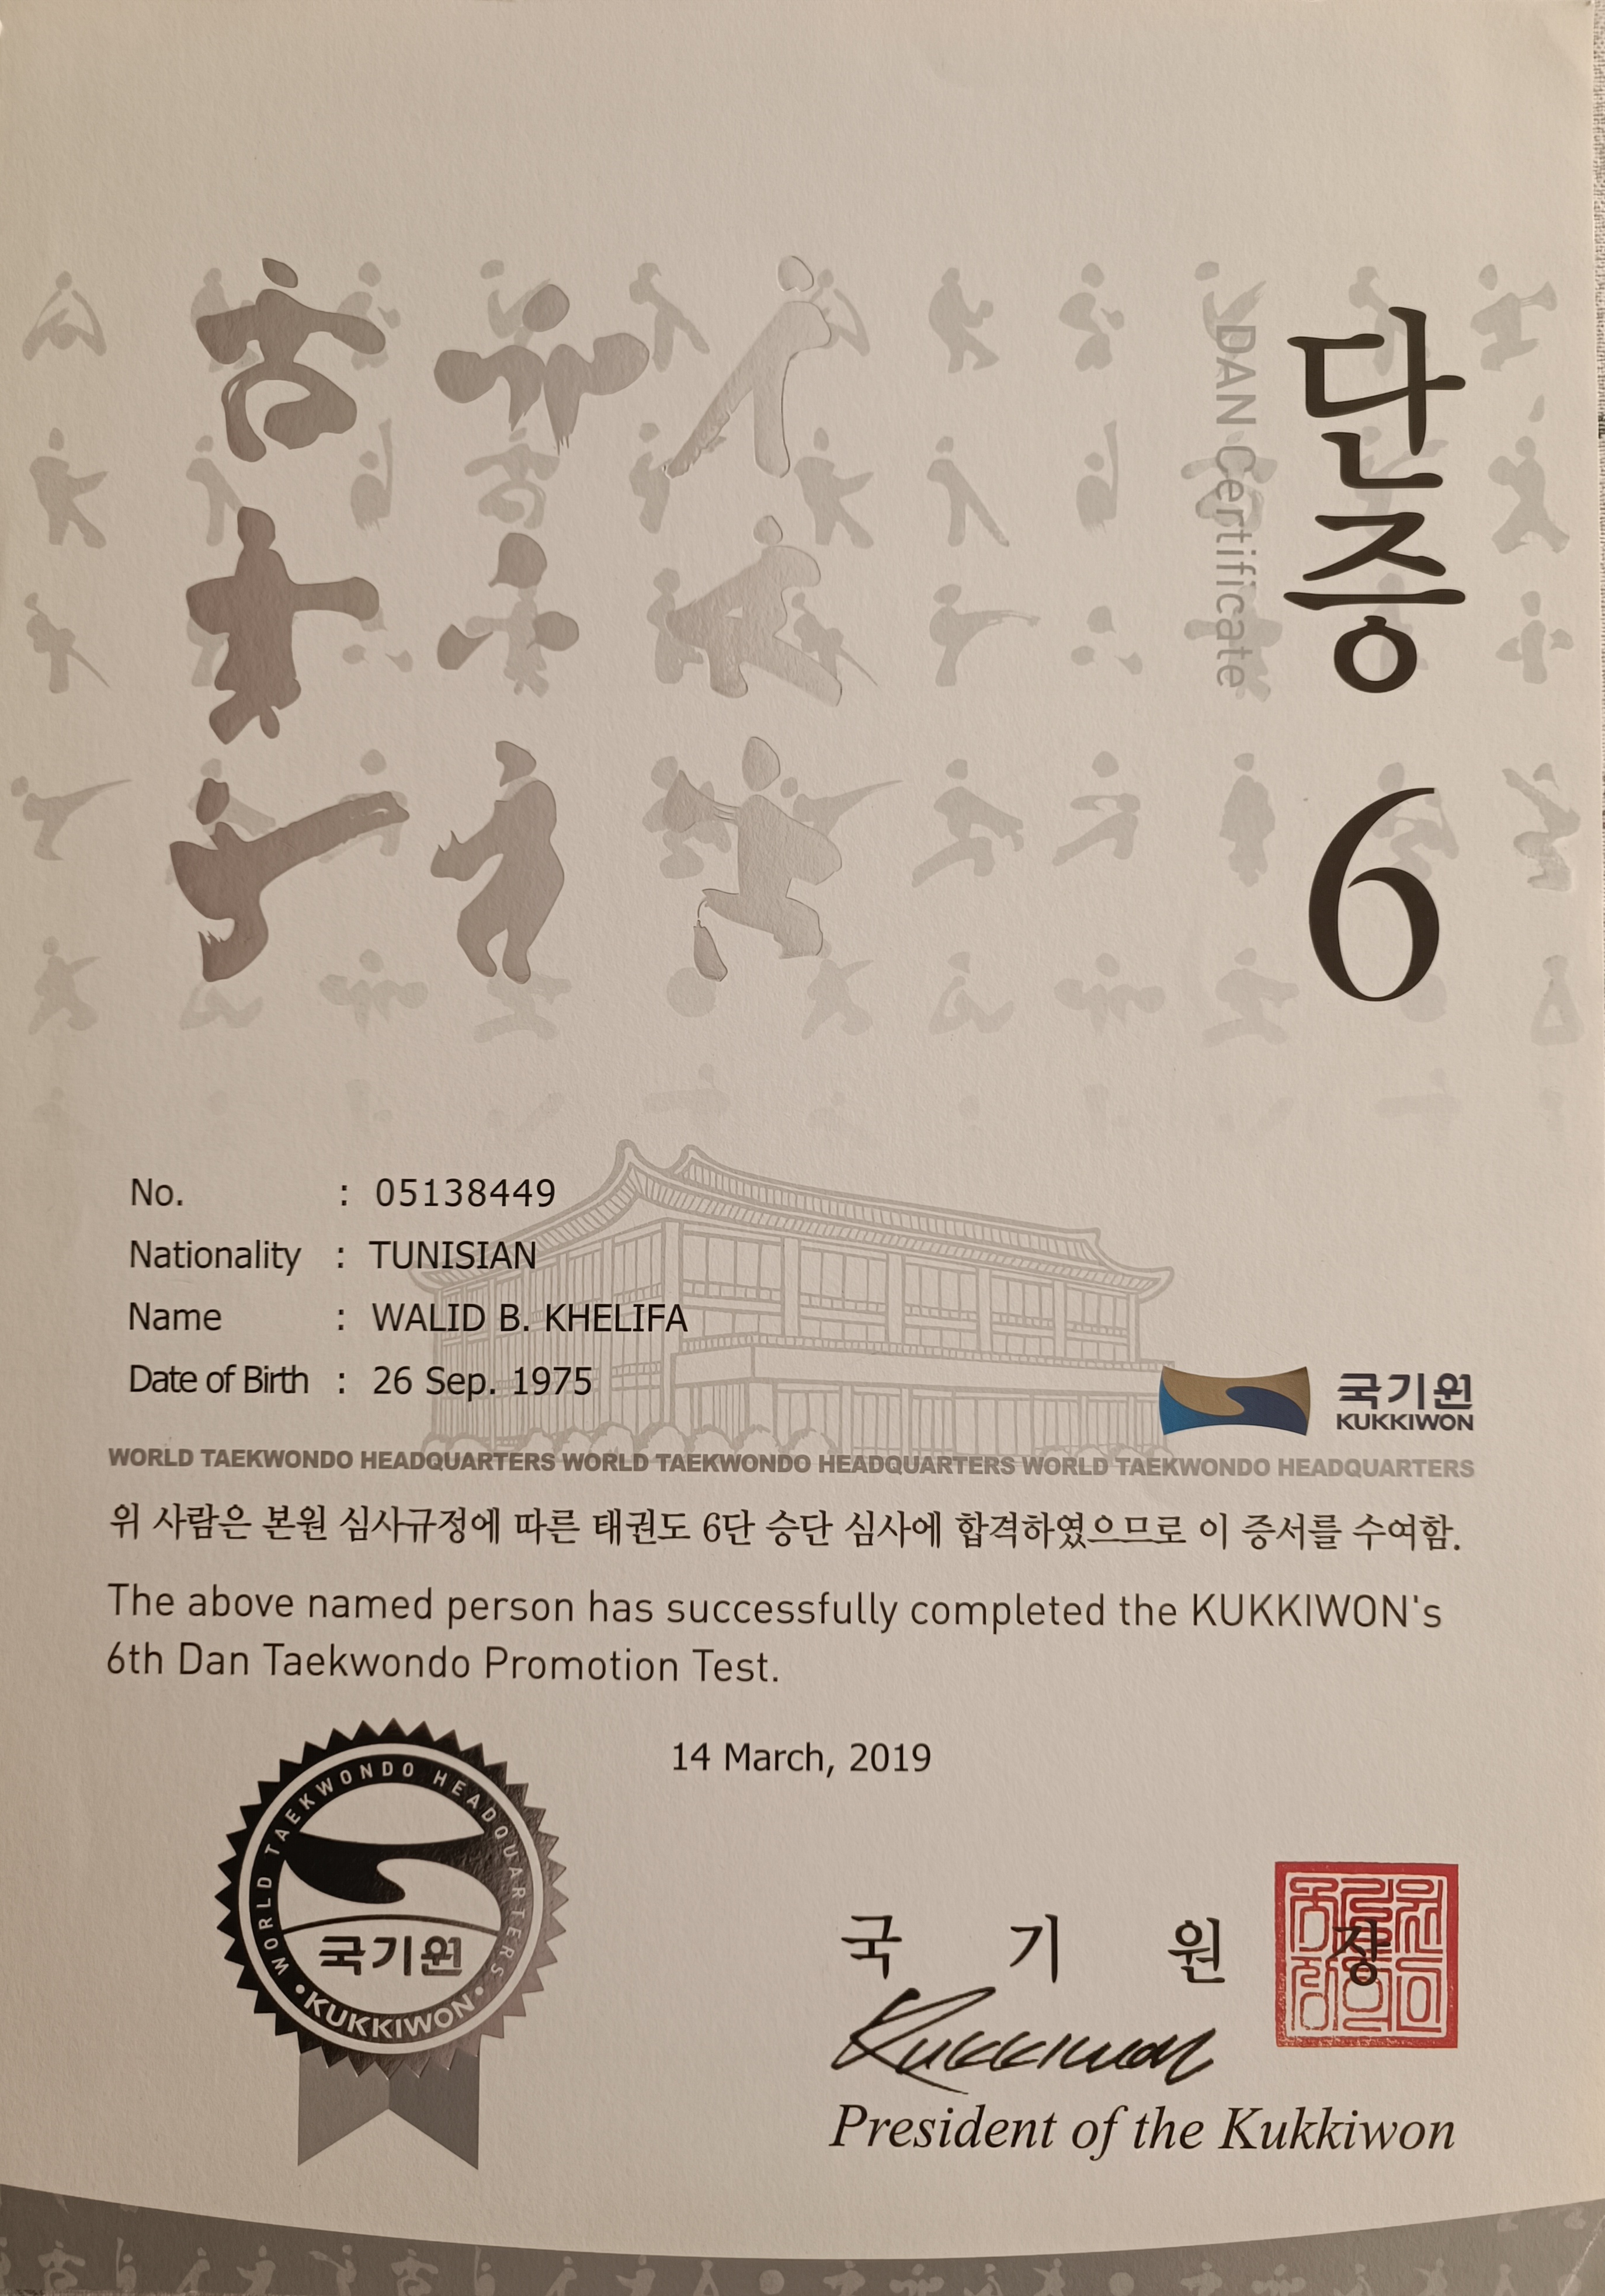 단증 6
DAN Certificate
No. : 05138449
Nationality : TUNISIAN
Name : WALID B. KHELIFA
Date of Birth : 26 Sep. 1975
국기원
KUKKIWON
WORLD TAEKWONDO HEADQUARTERS WORLD TAEKWONDO HEADQUARTERS WORLD TAEKWONDO HEADQUARTERS
위 사람은 본원 심사규정에 따른 태권도 6단 승단 심사에 합격하였으므로 이 증서를 수여함.
The above named person has successfully completed the KUKKIWON's
6th Dan Taekwondo Promotion Test.
14 March, 2019
WORLD TAEKWONDO HEADQUARTERS
국기원
•KUKKIWON•
국 기 원 장
Kukkiwon
President of the Kukkiwon